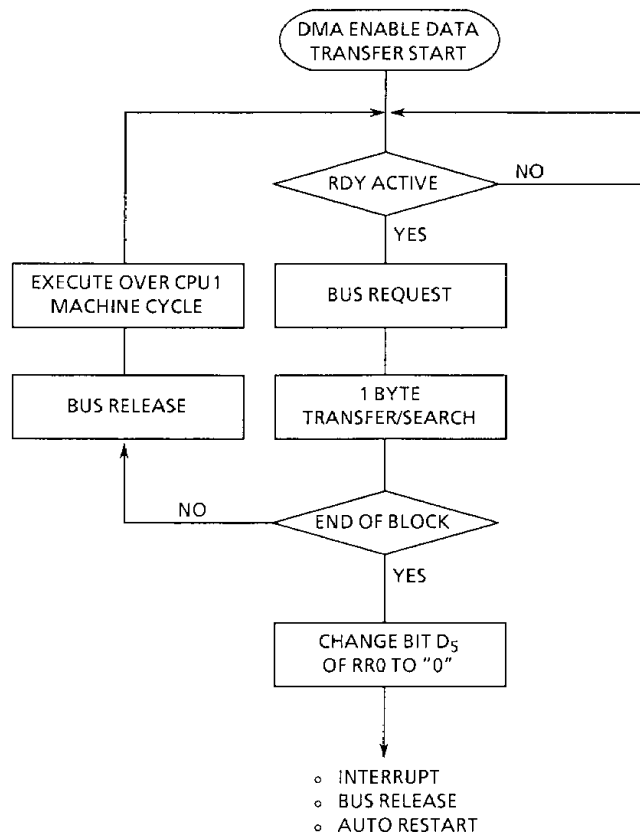 DMA ENABLE DATA
TRANSFER START
RDY ACTIVE
NO
YES
EXECUTE OVER CPU 1
MACHINE CYCLE
BUS REQUEST
BUS RELEASE
1 BYTE
TRANSFER/SEARCH
NO
END OF BLOCK
YES
CHANGE BIT D5
OF RR0 TO "0"
○ INTERRUPT
○ BUS RELEASE
○ AUTO RESTART